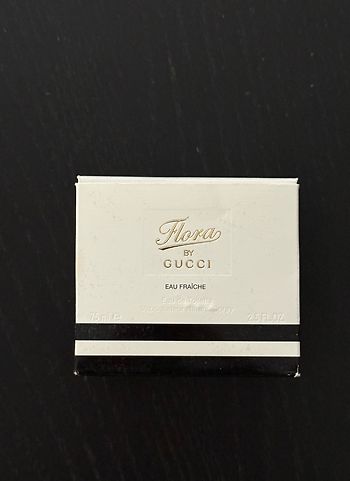 Flora
BY
GUCCI
EAU FRAÎCHE
Eau de Toilette
75 ml ℮ 2.5 FL.OZ